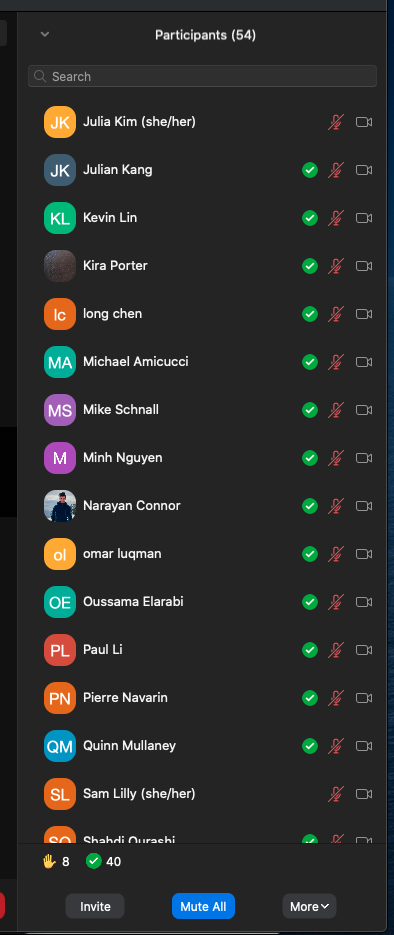 Participants (54)
Search
JK Julia Kim (she/her)
JK Julian Kang
KL Kevin Lin
Kira Porter
lc long chen
MA Michael Amicucci
MS Mike Schnall
M Minh Nguyen
Narayan Connor
ol omar luqman
OE Oussama Elarabi
PL Paul Li
PN Pierre Navarin
QM Quinn Mullaney
SL Sam Lilly (she/her)
SQ Shahdi Qurashi
8 40
Invite Mute All More